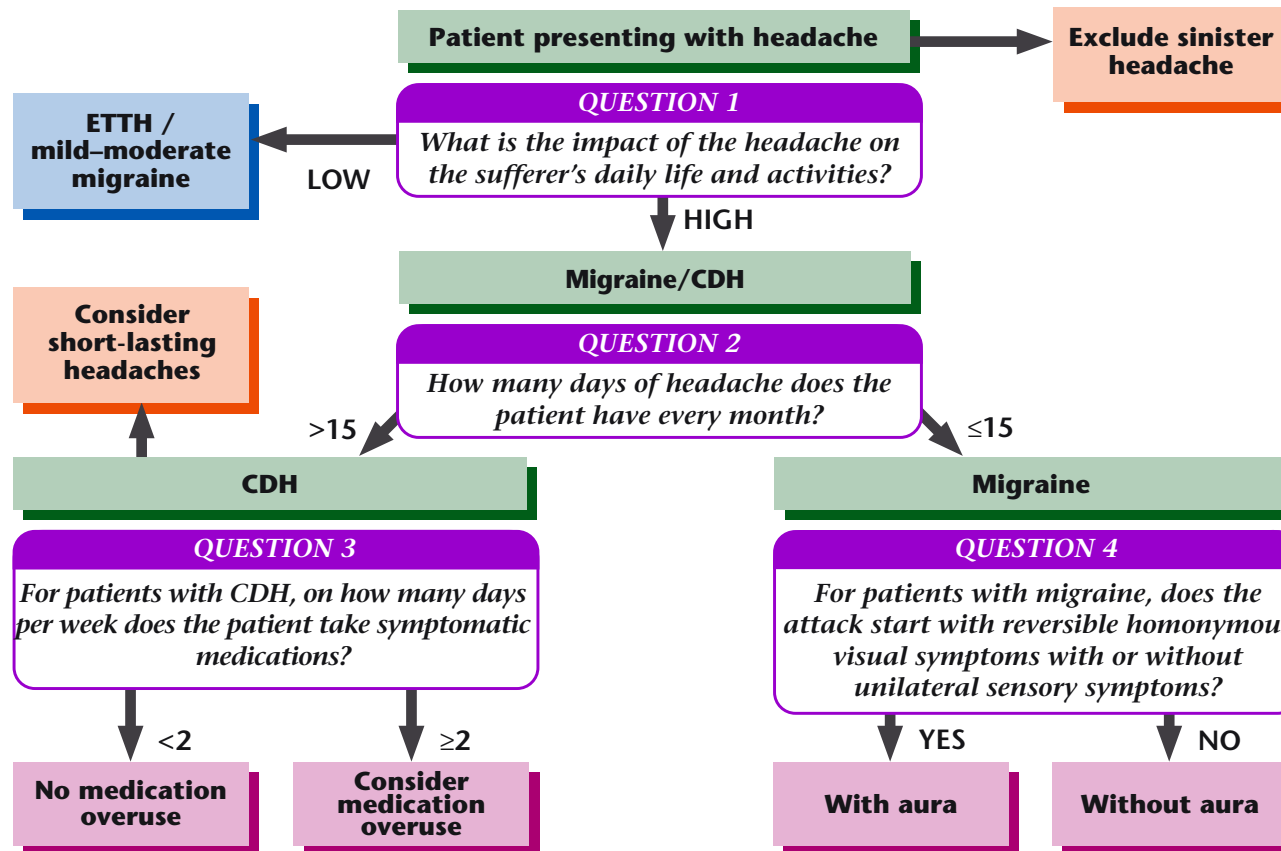 Patient presenting with headache
Exclude sinister
headache
QUESTION 1
What is the impact of the headache on
the sufferer’s daily life and activities?
ETTH /
mild–moderate
migraine
LOW
HIGH
Migraine/CDH
Consider
short-lasting
headaches
QUESTION 2
How many days of headache does the
patient have every month?
>15
≤15
CDH
Migraine
QUESTION 3
For patients with CDH, on how many days
per week does the patient take symptomatic
medications?
QUESTION 4
For patients with migraine, does the
attack start with reversible homonymou
visual symptoms with or without
unilateral sensory symptoms?
<2
≥2
YES
NO
No medication
overuse
Consider
medication
overuse
With aura
Without aura